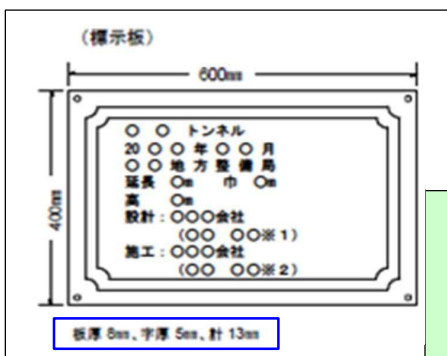 （標示板）
600mm
400mm
○ ○ トンネル
20 ○ ○ 年 ○ ○ 月
○ ○ 地 方 整 備 局
延長 ○m 巾 ○m
高 ○m
設計：○○○会社
（○○ ○○※1）
施工：○○○会社
（○○ ○○※2）
板厚 8mm、字厚 5mm、計 13mm